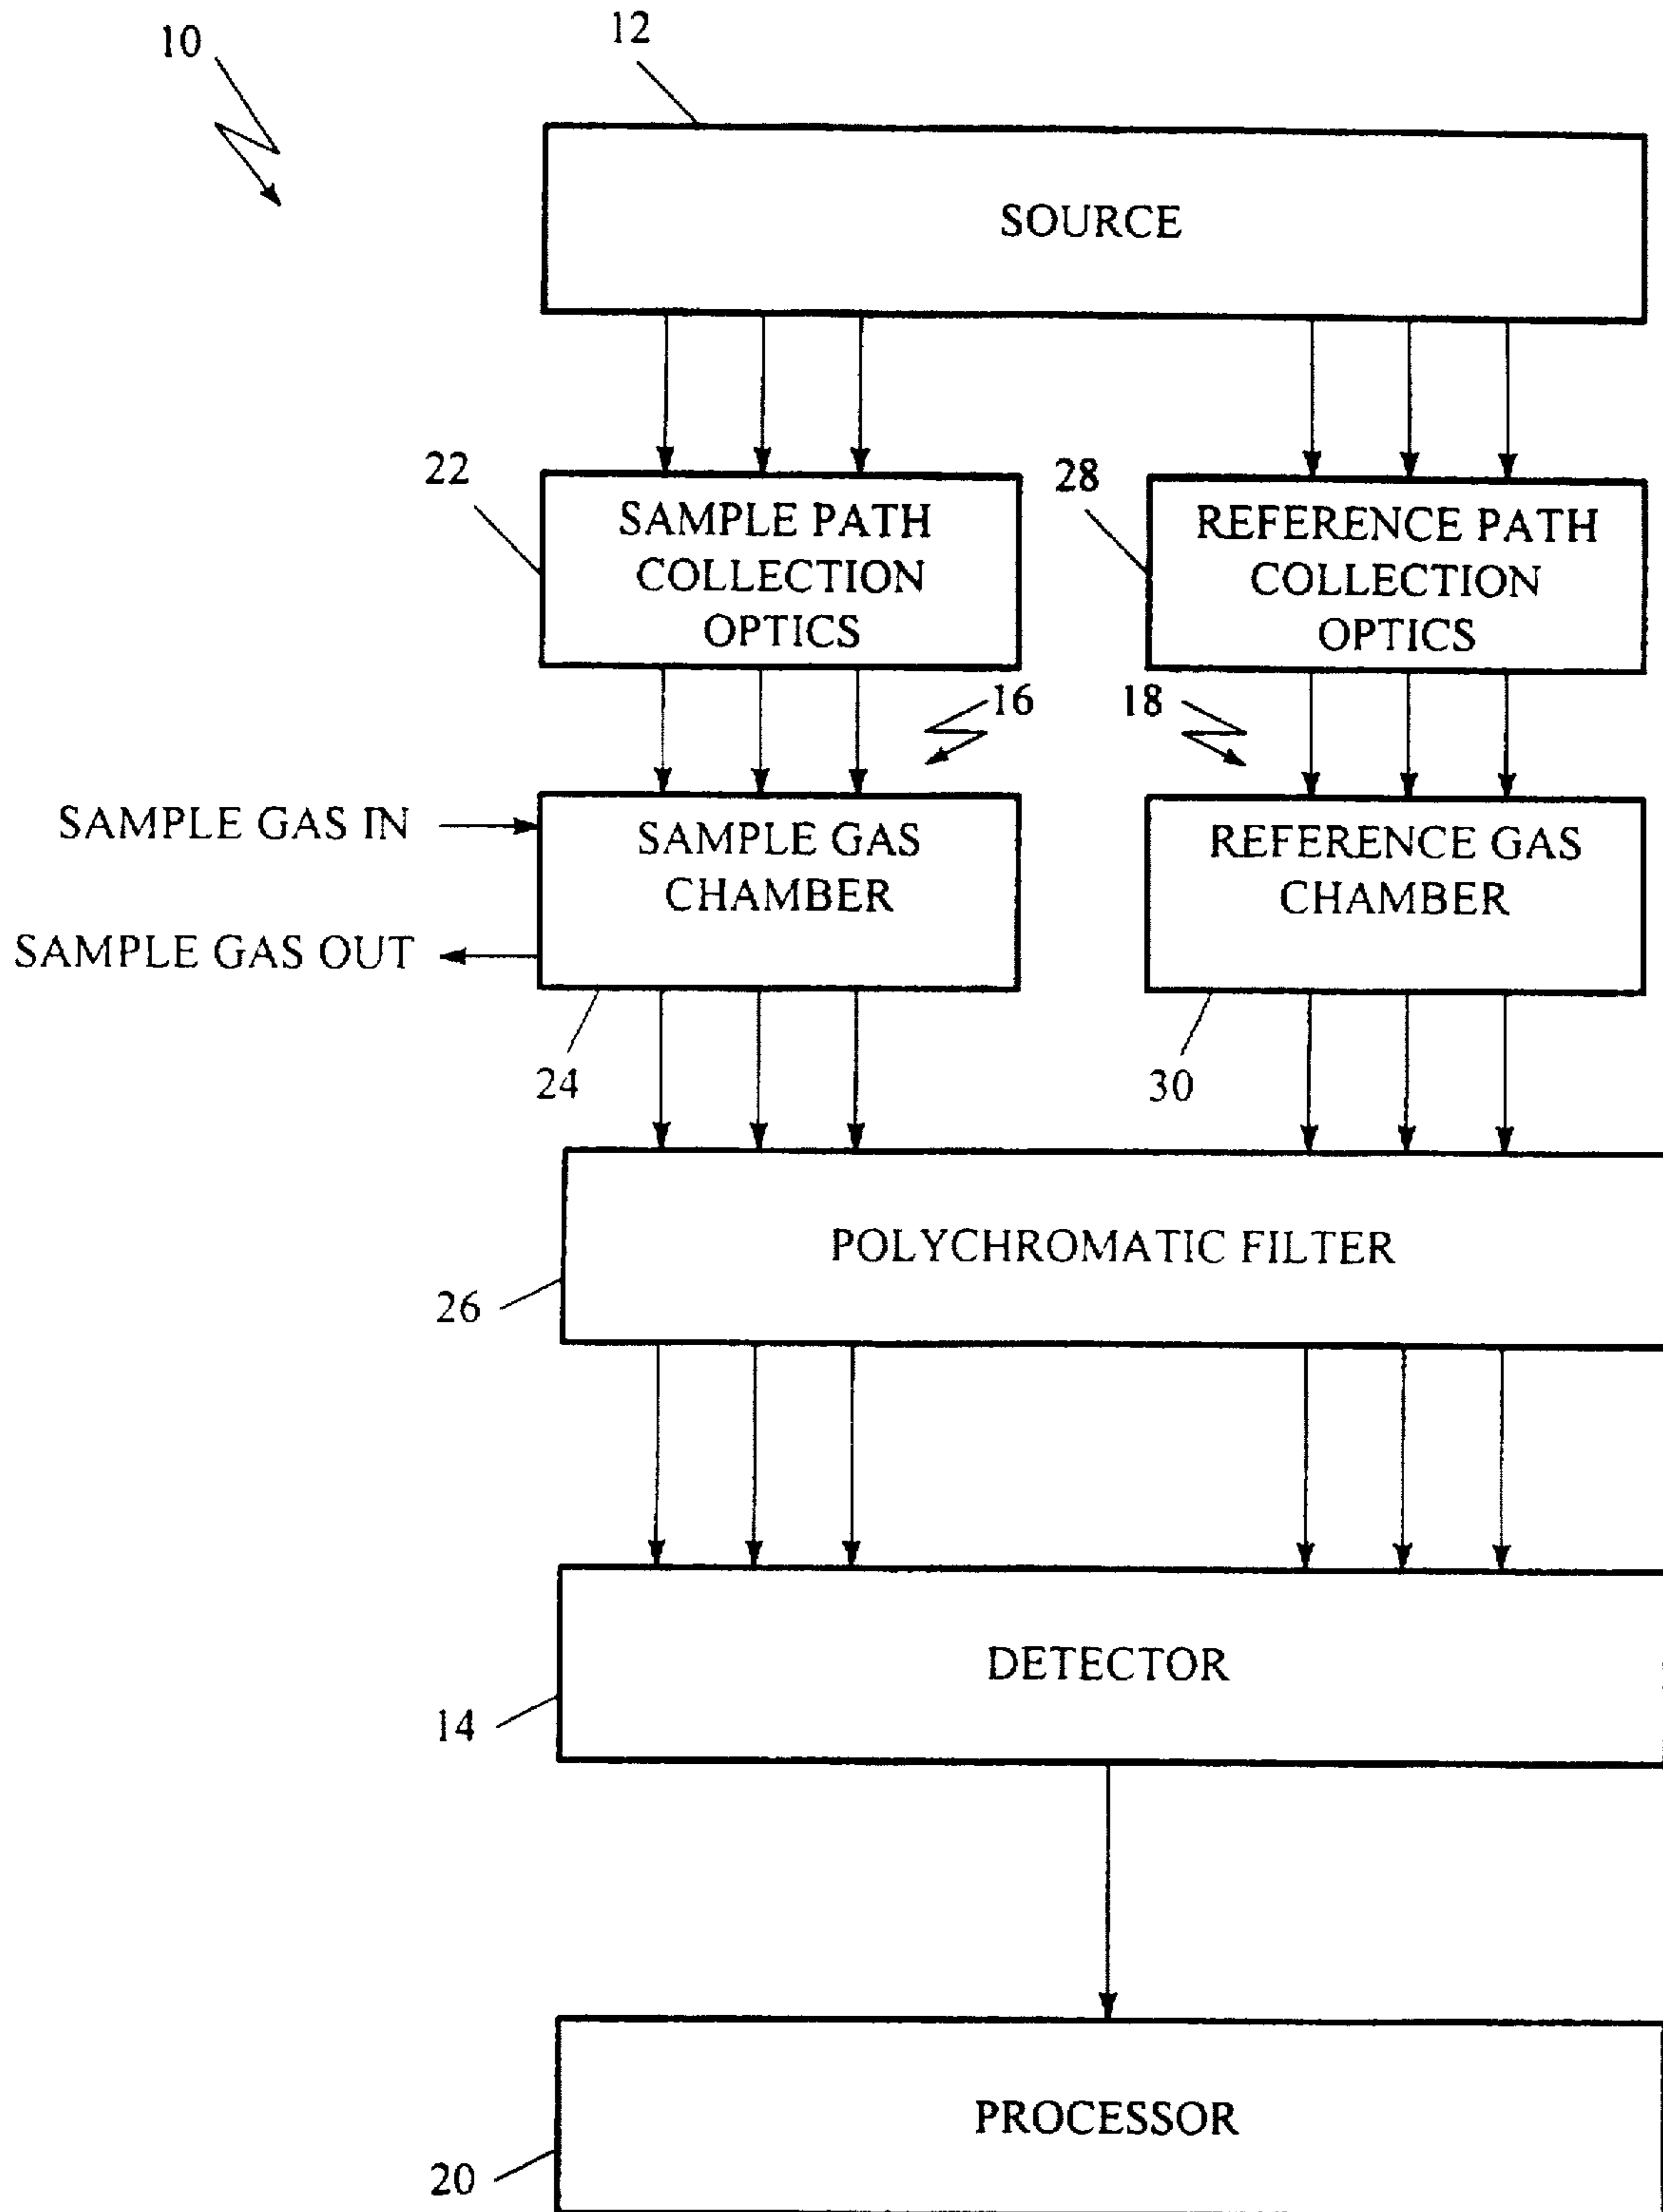 10
12
SOURCE
22
SAMPLE PATH
COLLECTION
OPTICS
28
REFERENCE PATH
COLLECTION
OPTICS
16
18
SAMPLE GAS IN
SAMPLE GAS OUT
SAMPLE GAS
CHAMBER
REFERENCE GAS
CHAMBER
24
30
POLYCHROMATIC FILTER
26
DETECTOR
14
PROCESSOR
20